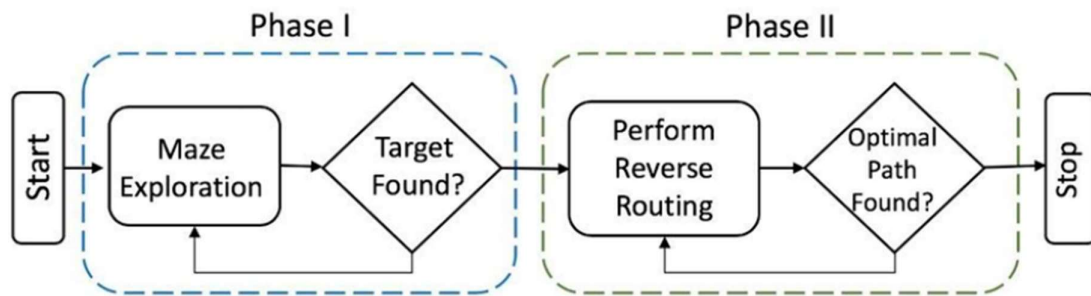 Phase I
Phase II
Start
Maze
Exploration
Target
Found?
Perform
Reverse
Routing
Optimal
Path
Found?
Stop